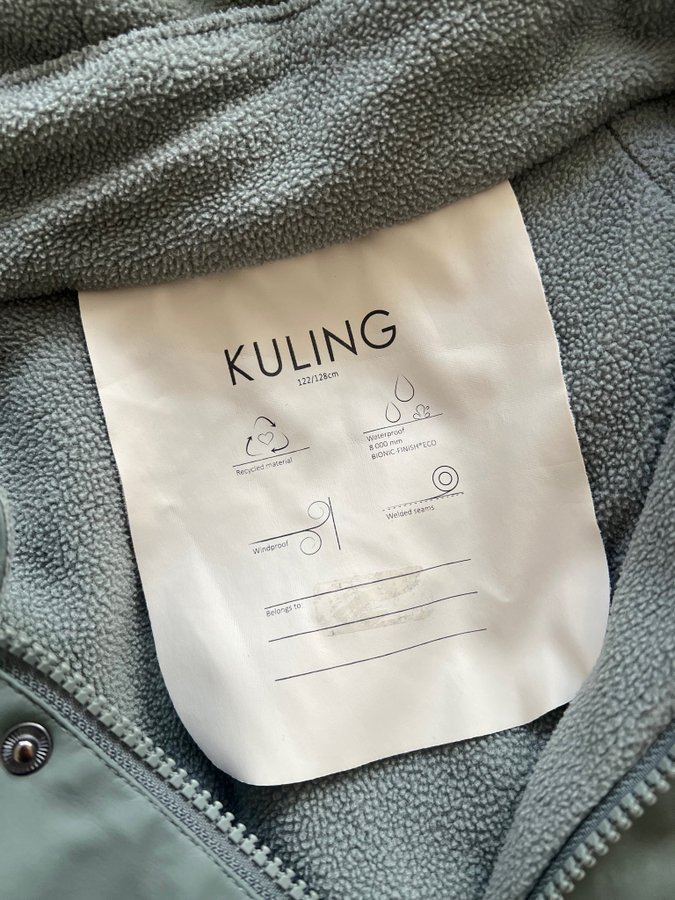 KULING
122/128cm
Recycled material
Waterproof
8 000 mm
BIONIC-FINISH®ECO
Windproof
Welded seams
Belongs to: